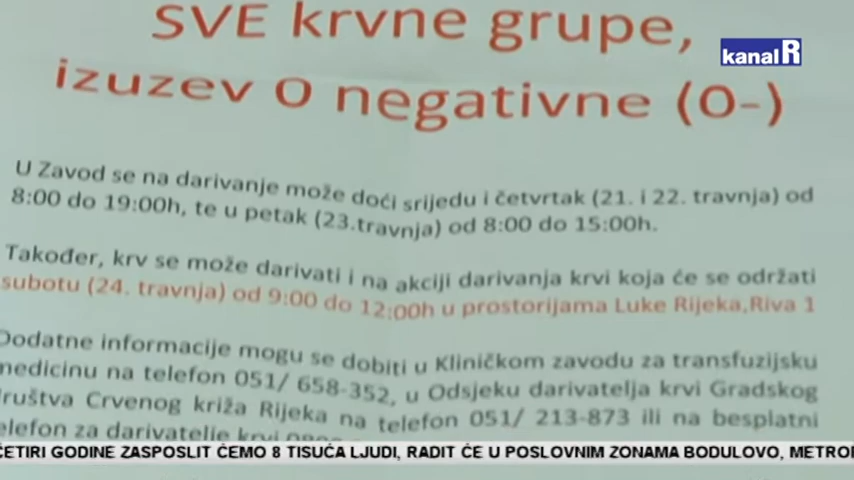 SVE krvne grupe,
izuzev 0 negativne (0-)
kanal R
U Zavod se na darivanje može doći srijedu i četvrtak (21. i 22. travnja) od
8:00 do 19:00h, te u petak (23.travnja) od 8:00 do 15:00h.
Također, krv se može darivati i na akciji darivanja krvi koja će se održati
subotu (24. travnja) od 9:00 do 12:00h u prostorijama Luke Rijeka,Riva 1
Dodatne informacije mogu se dobiti u Kliničkom zavodu za transfuzijsku
medicinu na telefon 051/ 658-352, u Odsjeku darivatelja krvi Gradskog
društva Crvenog križa Rijeka na telefon 051/ 213-873 ili na besplatni
telefon za darivatelje krvi
ČETIRI GODINE ZASPOSLIT ĆEMO 8 TISUĆA LJUDI, RADIT ĆE U POSLOVNIM ZONAMA BODULOVO,